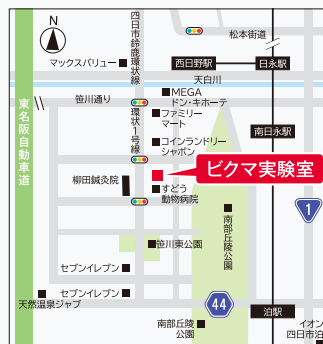 N
四日市鈴鹿環状線
松本街道
マックスバリュー
西日野駅
日永駅
天白川
笹川通り
MEGA
ドン・キホーテ
東名阪自動車道
環状1号線
ファミリー
マート
コインランドリー
シャボン
南日永駅
ビクマ実験室
柳田鍼灸院
すどう
動物病院
南部丘陵公園
1
笹川東公園
セブンイレブン
セブンイレブン
天然温泉ジャブ
44
泊駅
南部丘陵
公園
イオン
四日市泊